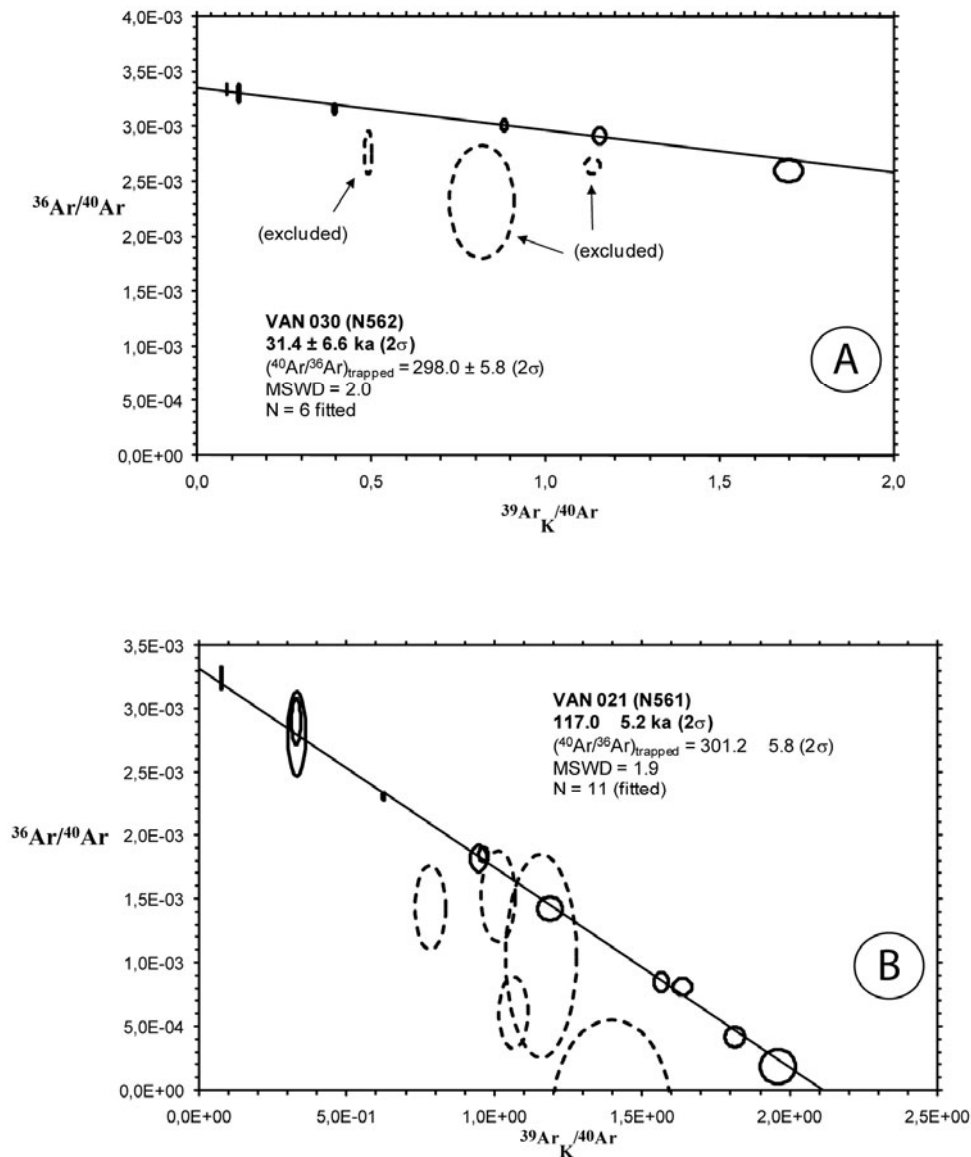 4,0E-03
3,5E-03
3,0E-03
2,5E-03
2,0E-03
1,5E-03
1,0E-03
5,0E-04
0,0E+00
³⁶Ar/⁴⁰Ar
(excluded)
(excluded)
VAN 030 (N562)
31.4 ± 6.6 ka (2σ)
(⁴⁰Ar/³⁶Ar)trapped = 298.0 ± 5.8 (2σ)
MSWD = 2.0
N = 6 fitted
A
0,0 0,5 1,0 1,5 2,0
³⁹ArK/⁴⁰Ar
3,5E-03
3,0E-03
2,5E-03
2,0E-03
1,5E-03
1,0E-03
5,0E-04
0,0E+00
³⁶Ar/⁴⁰Ar
VAN 021 (N561)
117.0 5.2 ka (2σ)
(⁴⁰Ar/³⁶Ar)trapped = 301.2 5.8 (2σ)
MSWD = 1.9
N = 11 (fitted)
B
0,0E+00 5,0E-01 1,0E+00 1,5E+00 2,0E+00 2,5E+00
³⁹ArK/⁴⁰Ar